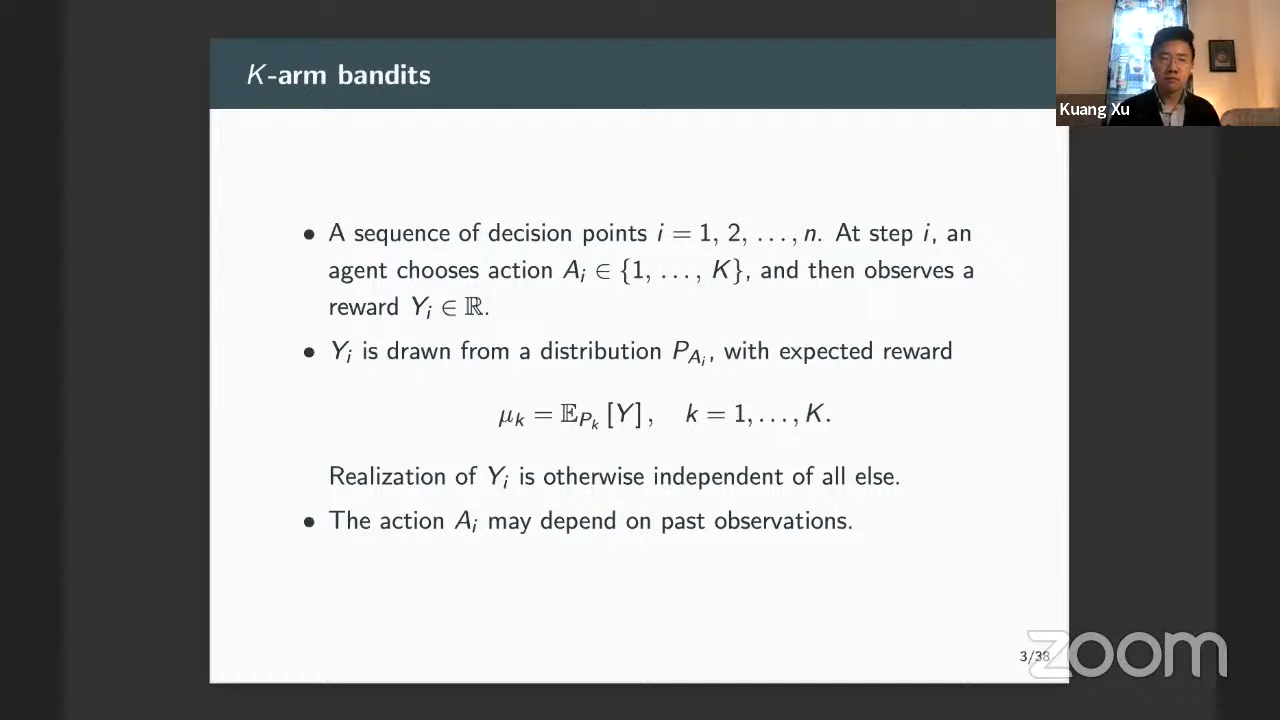 K-arm bandits
Kuang Xu
• A sequence of decision points i = 1, 2, ..., n. At step i, an
agent chooses action A_i ∈ {1, ..., K}, and then observes a
reward Y_i ∈ ℝ.
• Y_i is drawn from a distribution P_{A_i}, with expected reward
μ_k = 𝔼_{P_k} [Y], k = 1, ..., K.
Realization of Y_i is otherwise independent of all else.
• The action A_i may depend on past observations.
3/38
zoom